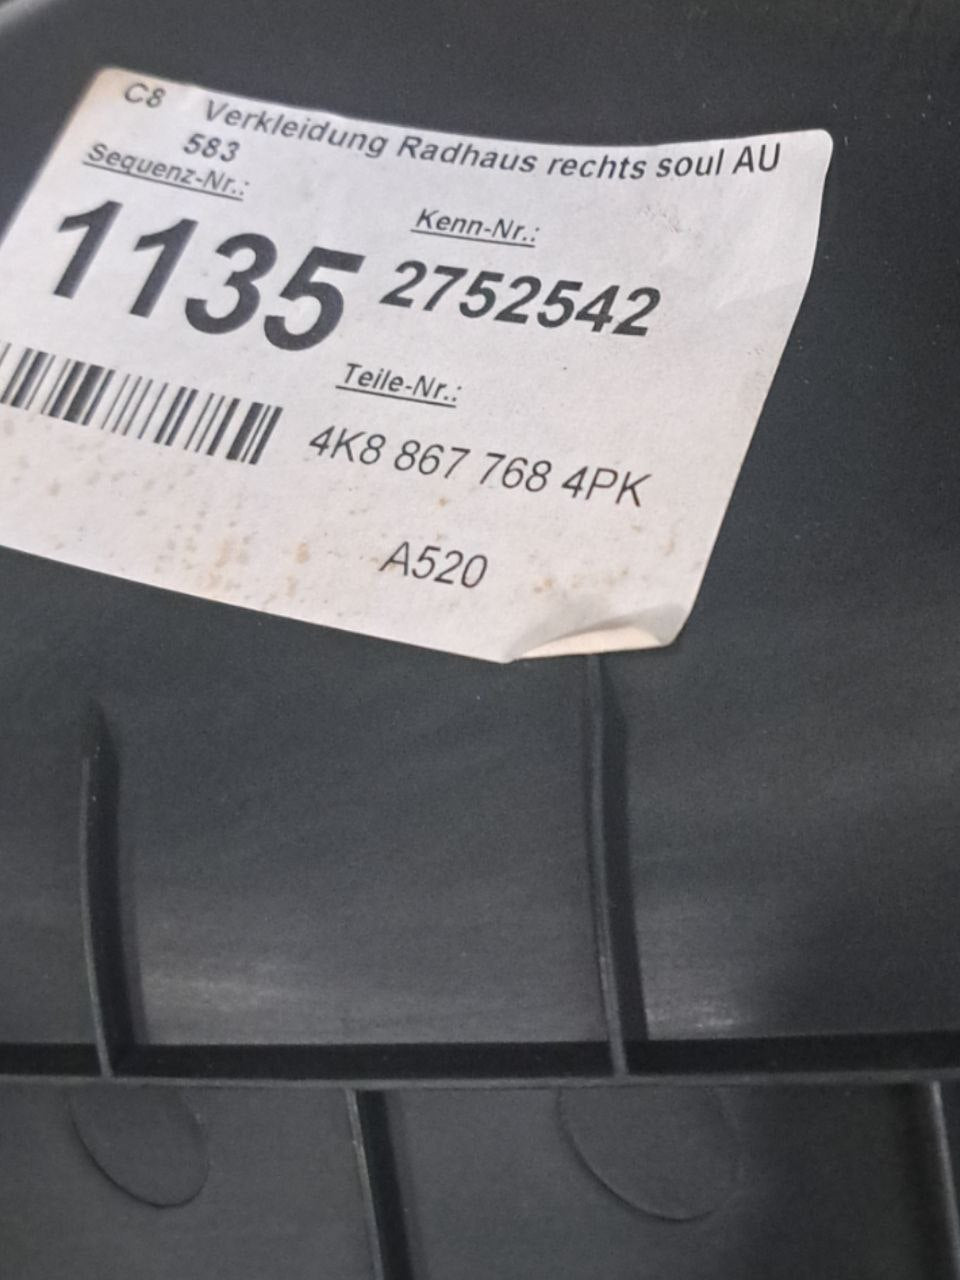 C8 Verkleidung Radhaus rechts soul AU
583
Sequenz-Nr.:
Kenn-Nr.:
1135 2752542
Teile-Nr.:
4K8 867 768 4PK
A520